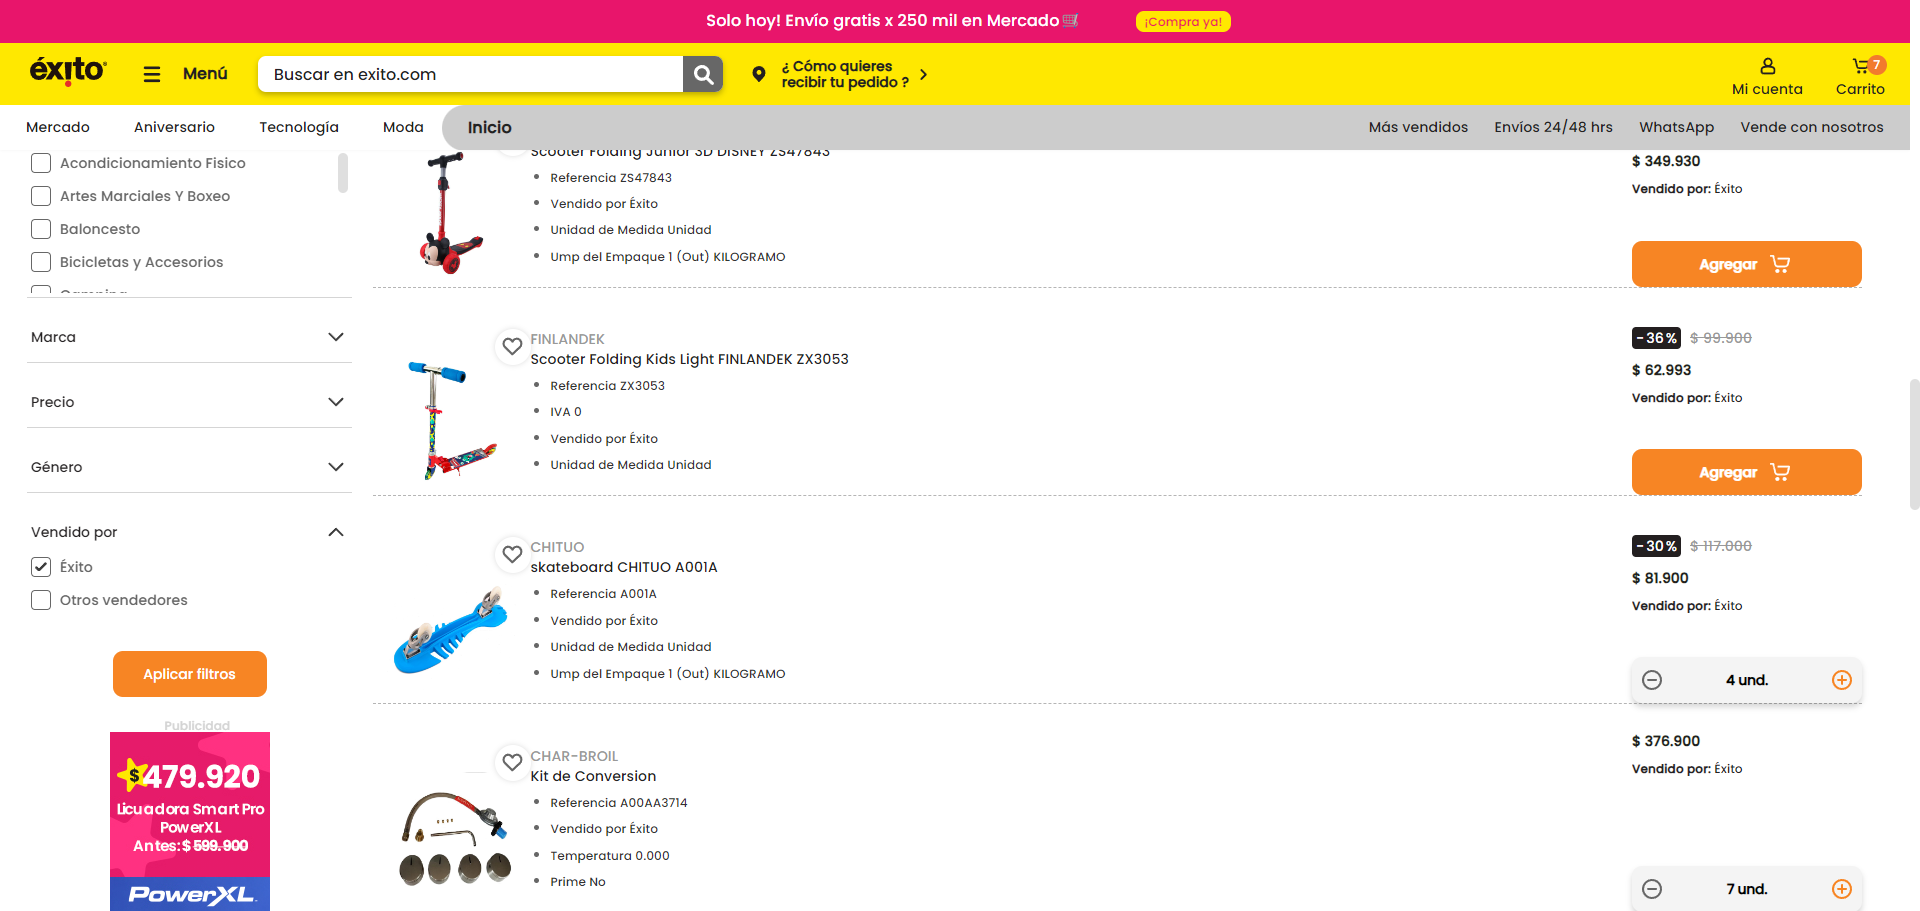 Solo hoy! Envío gratis x 250 mil en Mercado
¡Compra ya!
éxito
Menú
Buscar en exito.com
¿ Cómo quieres
recibir tu pedido ?
Mi cuenta
7
Carrito
Mercado
Aniversario
Tecnología
Moda
Inicio
Más vendidos
Envíos 24/48 hrs
WhatsApp
Vende con nosotros
Acondicionamiento Fisico
Artes Marciales Y Boxeo
Baloncesto
Bicicletas y Accesorios
Camping
Marca
Precio
Género
Vendido por
Éxito
Otros vendedores
Aplicar filtros
Publicidad
$479.920
Licuadora Smart Pro
PowerXL
Antes: $ 599.900
PowerXL
Scooter Folding Junior 3D DISNEY ZS47843
Referencia ZS47843
Vendido por Éxito
Unidad de Medida Unidad
Ump del Empaque 1 (Out) KILOGRAMO
$ 349.930
Vendido por: Éxito
Agregar
FINLANDEK
Scooter Folding Kids Light FINLANDEK ZX3053
Referencia ZX3053
IVA 0
Vendido por Éxito
Unidad de Medida Unidad
-36% $ 99.900
$ 62.993
Vendido por: Éxito
Agregar
CHITUO
skateboard CHITUO A001A
Referencia A001A
Vendido por Éxito
Unidad de Medida Unidad
Ump del Empaque 1 (Out) KILOGRAMO
-30% $ 117.000
$ 81.900
Vendido por: Éxito
4 und.
CHAR-BROIL
Kit de Conversion
Referencia A00AA3714
Vendido por Éxito
Temperatura 0.000
Prime No
$ 376.900
Vendido por: Éxito
7 und.